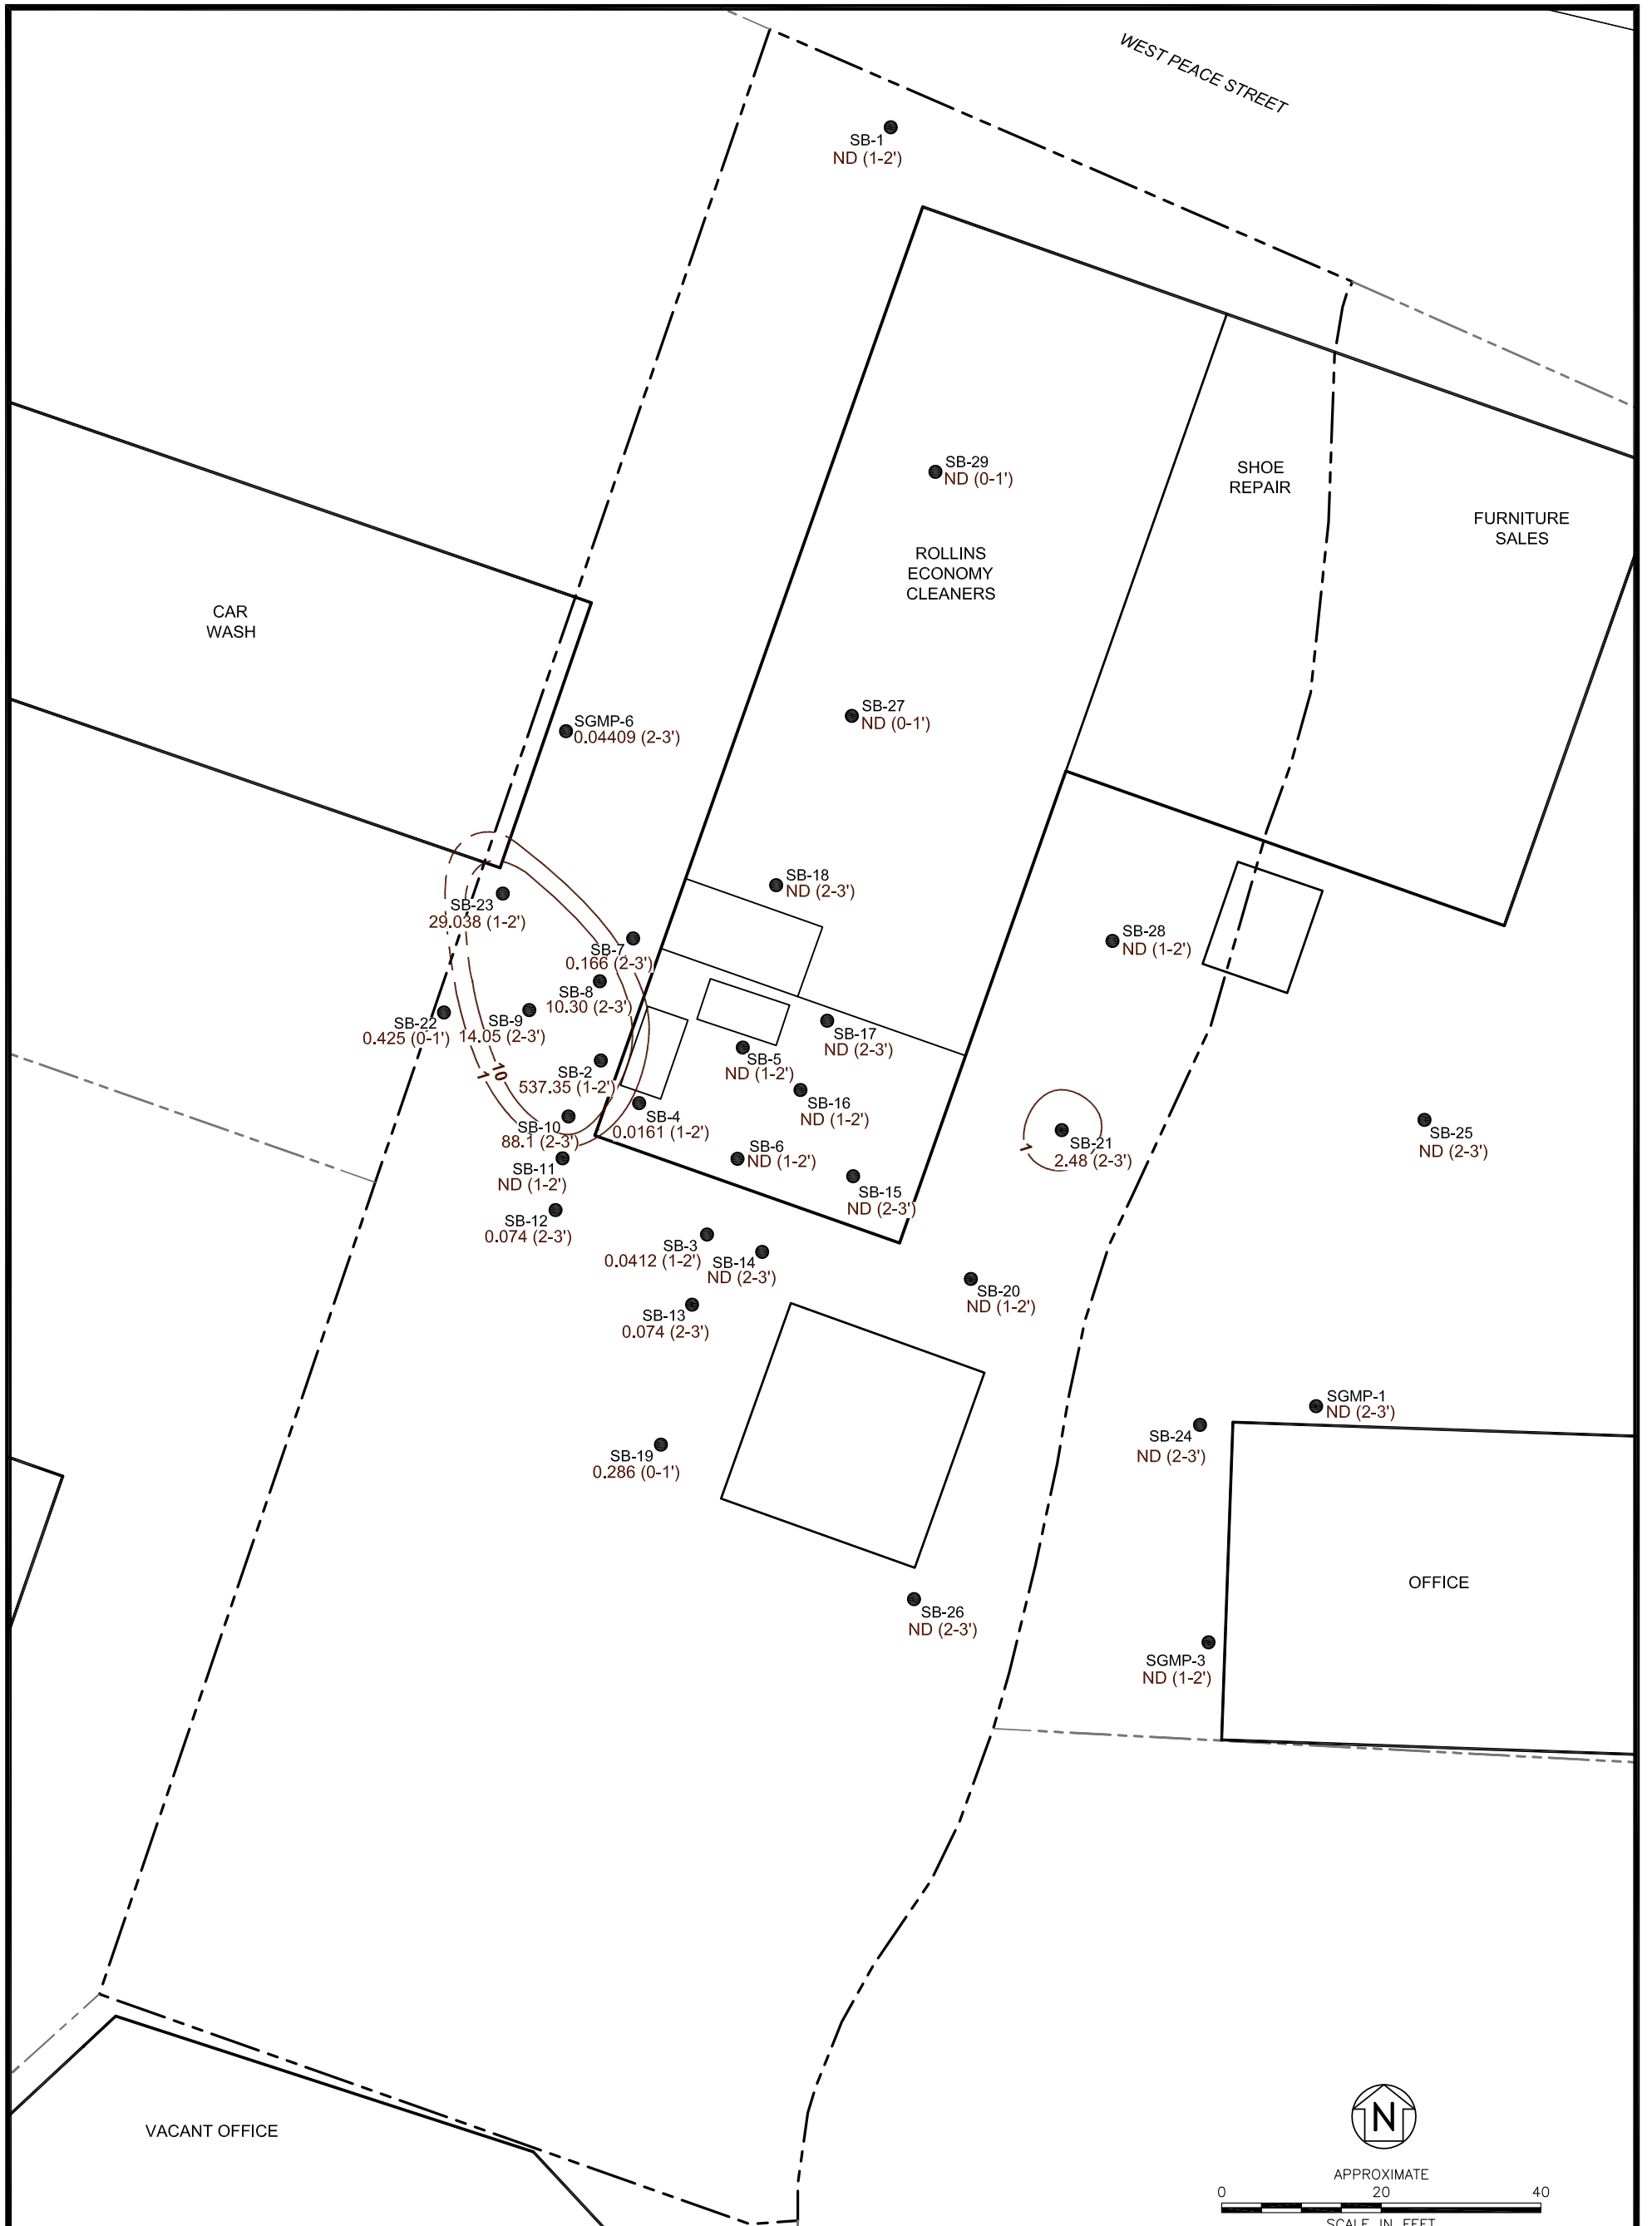 WEST PEACE STREET
SB-1
ND (1-2')
SB-29
ND (0-1')
SHOE
REPAIR
FURNITURE
SALES
ROLLINS
ECONOMY
CLEANERS
CAR
WASH
SGMP-6
0.04409 (2-3')
SB-27
ND (0-1')
SB-18
ND (2-3')
SB-23
29.038 (1-2')
SB-28
ND (1-2')
SB-7
0.166 (2-3')
SB-8
10.30 (2-3')
SB-22
0.425 (0-1')
SB-9
14.05 (2-3')
SB-17
ND (2-3')
SB-5
ND (1-2')
SB-2
537.35 (1-2')
10
1
SB-16
ND (1-2')
SB-4
0.0161 (1-2')
SB-10
88.1 (2-3')
SB-21
2.48 (2-3')
1
SB-25
ND (2-3')
SB-6
ND (1-2')
SB-11
ND (1-2')
SB-15
ND (2-3')
SB-12
0.074 (2-3')
SB-3
0.0412 (1-2')
SB-14
ND (2-3')
SB-20
ND (1-2')
SB-13
0.074 (2-3')
SGMP-1
ND (2-3')
SB-24
ND (2-3')
SB-19
0.286 (0-1')
OFFICE
SB-26
ND (2-3')
SGMP-3
ND (1-2')
VACANT OFFICE
N
APPROXIMATE
0 20 40
SCALE IN FEET